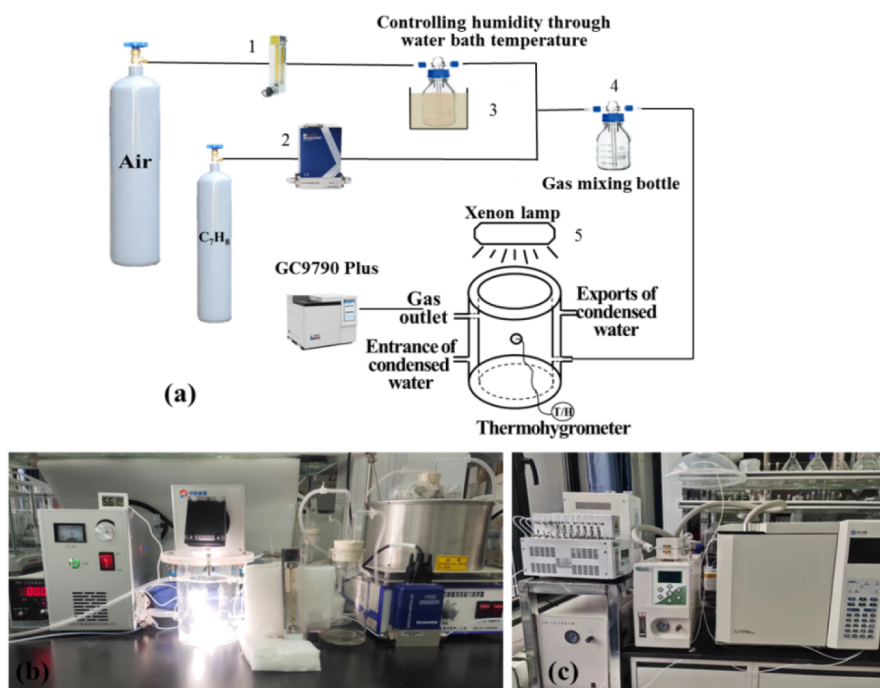 Controlling humidity through
water bath temperature
1
2
3
4
Air
C₇H₈
Gas mixing bottle
Xenon lamp
5
GC9790 Plus
Gas
outlet
Exports of
condensed
water
Entrance of
condensed
water
T/H
Thermohygrometer
(a)
(b)
(c)